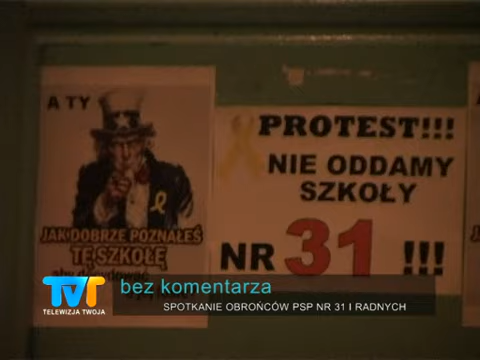 A TY
JAK DOBRZE POZNAŁEŚ
TĘ SZKOŁĘ
PROTEST!!!
NIE ODDAMY
SZKOŁY
NR 31 !!!
TVT
TELEWIZJA TWOJA
bez komentarza
SPOTKANIE OBROŃCÓW PSP NR 31 I RADNYCH